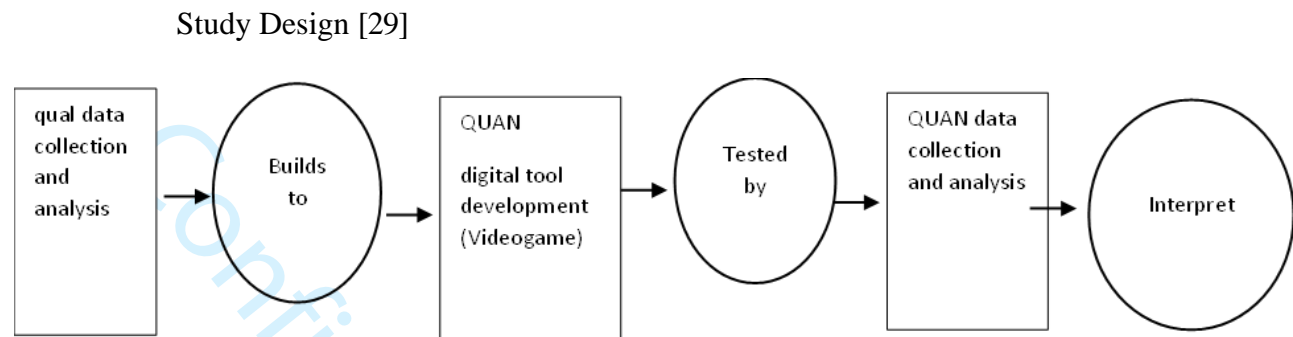 Study Design [29]
qual data
collection
and
analysis
Builds
to
QUAN
digital tool
development
(Videogame)
Tested
by
QUAN data
collection
and analysis
Interpret
Confi